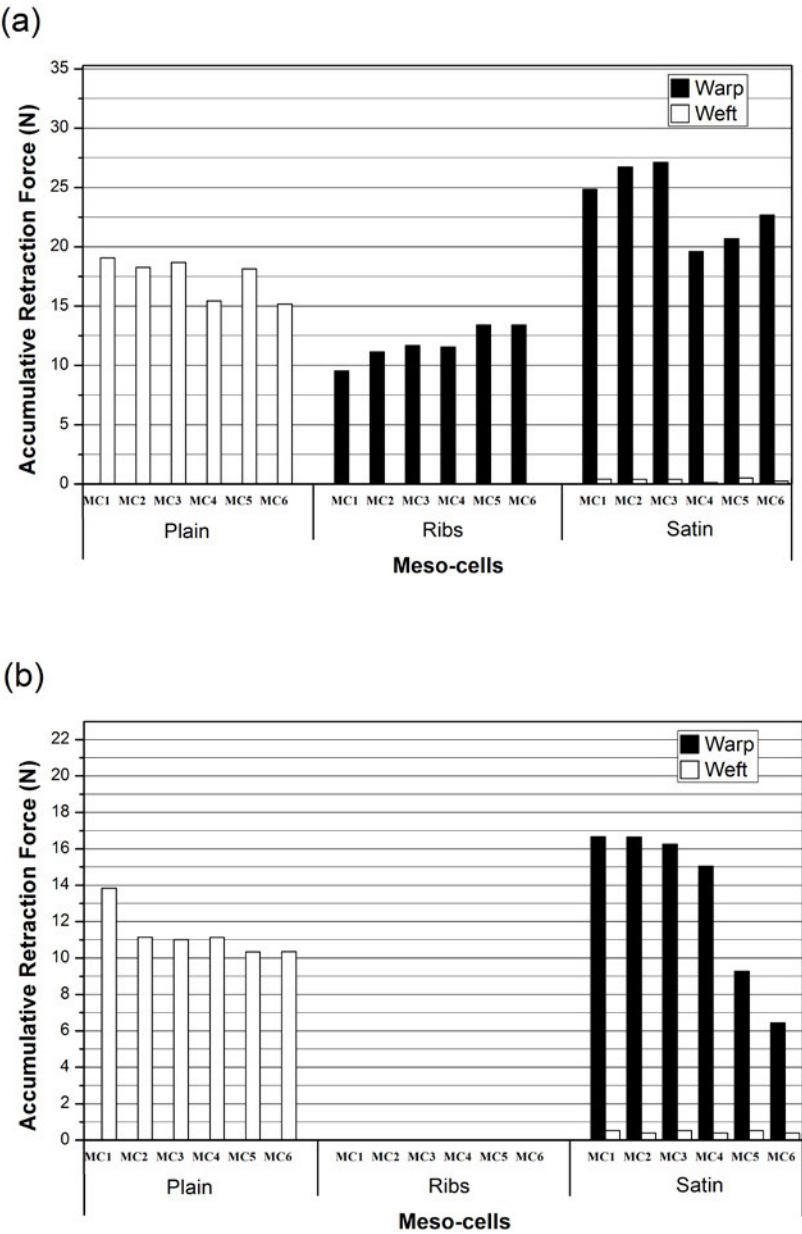 (a)
Accumulative Retraction Force (N)
35
30
25
20
15
10
5
0
Warp
Weft
MC1 MC2 MC3 MC4 MC5 MC6 MC1 MC2 MC3 MC4 MC5 MC6 MC1 MC2 MC3 MC4 MC5 MC6
Plain Ribs Satin
Meso-cells
(b)
Accumulative Retraction Force (N)
22
20
18
16
14
12
10
8
6
4
2
0
Warp
Weft
MC1 MC2 MC3 MC4 MC5 MC6 MC1 MC2 MC3 MC4 MC5 MC6 MC1 MC2 MC3 MC4 MC5 MC6
Plain Ribs Satin
Meso-cells